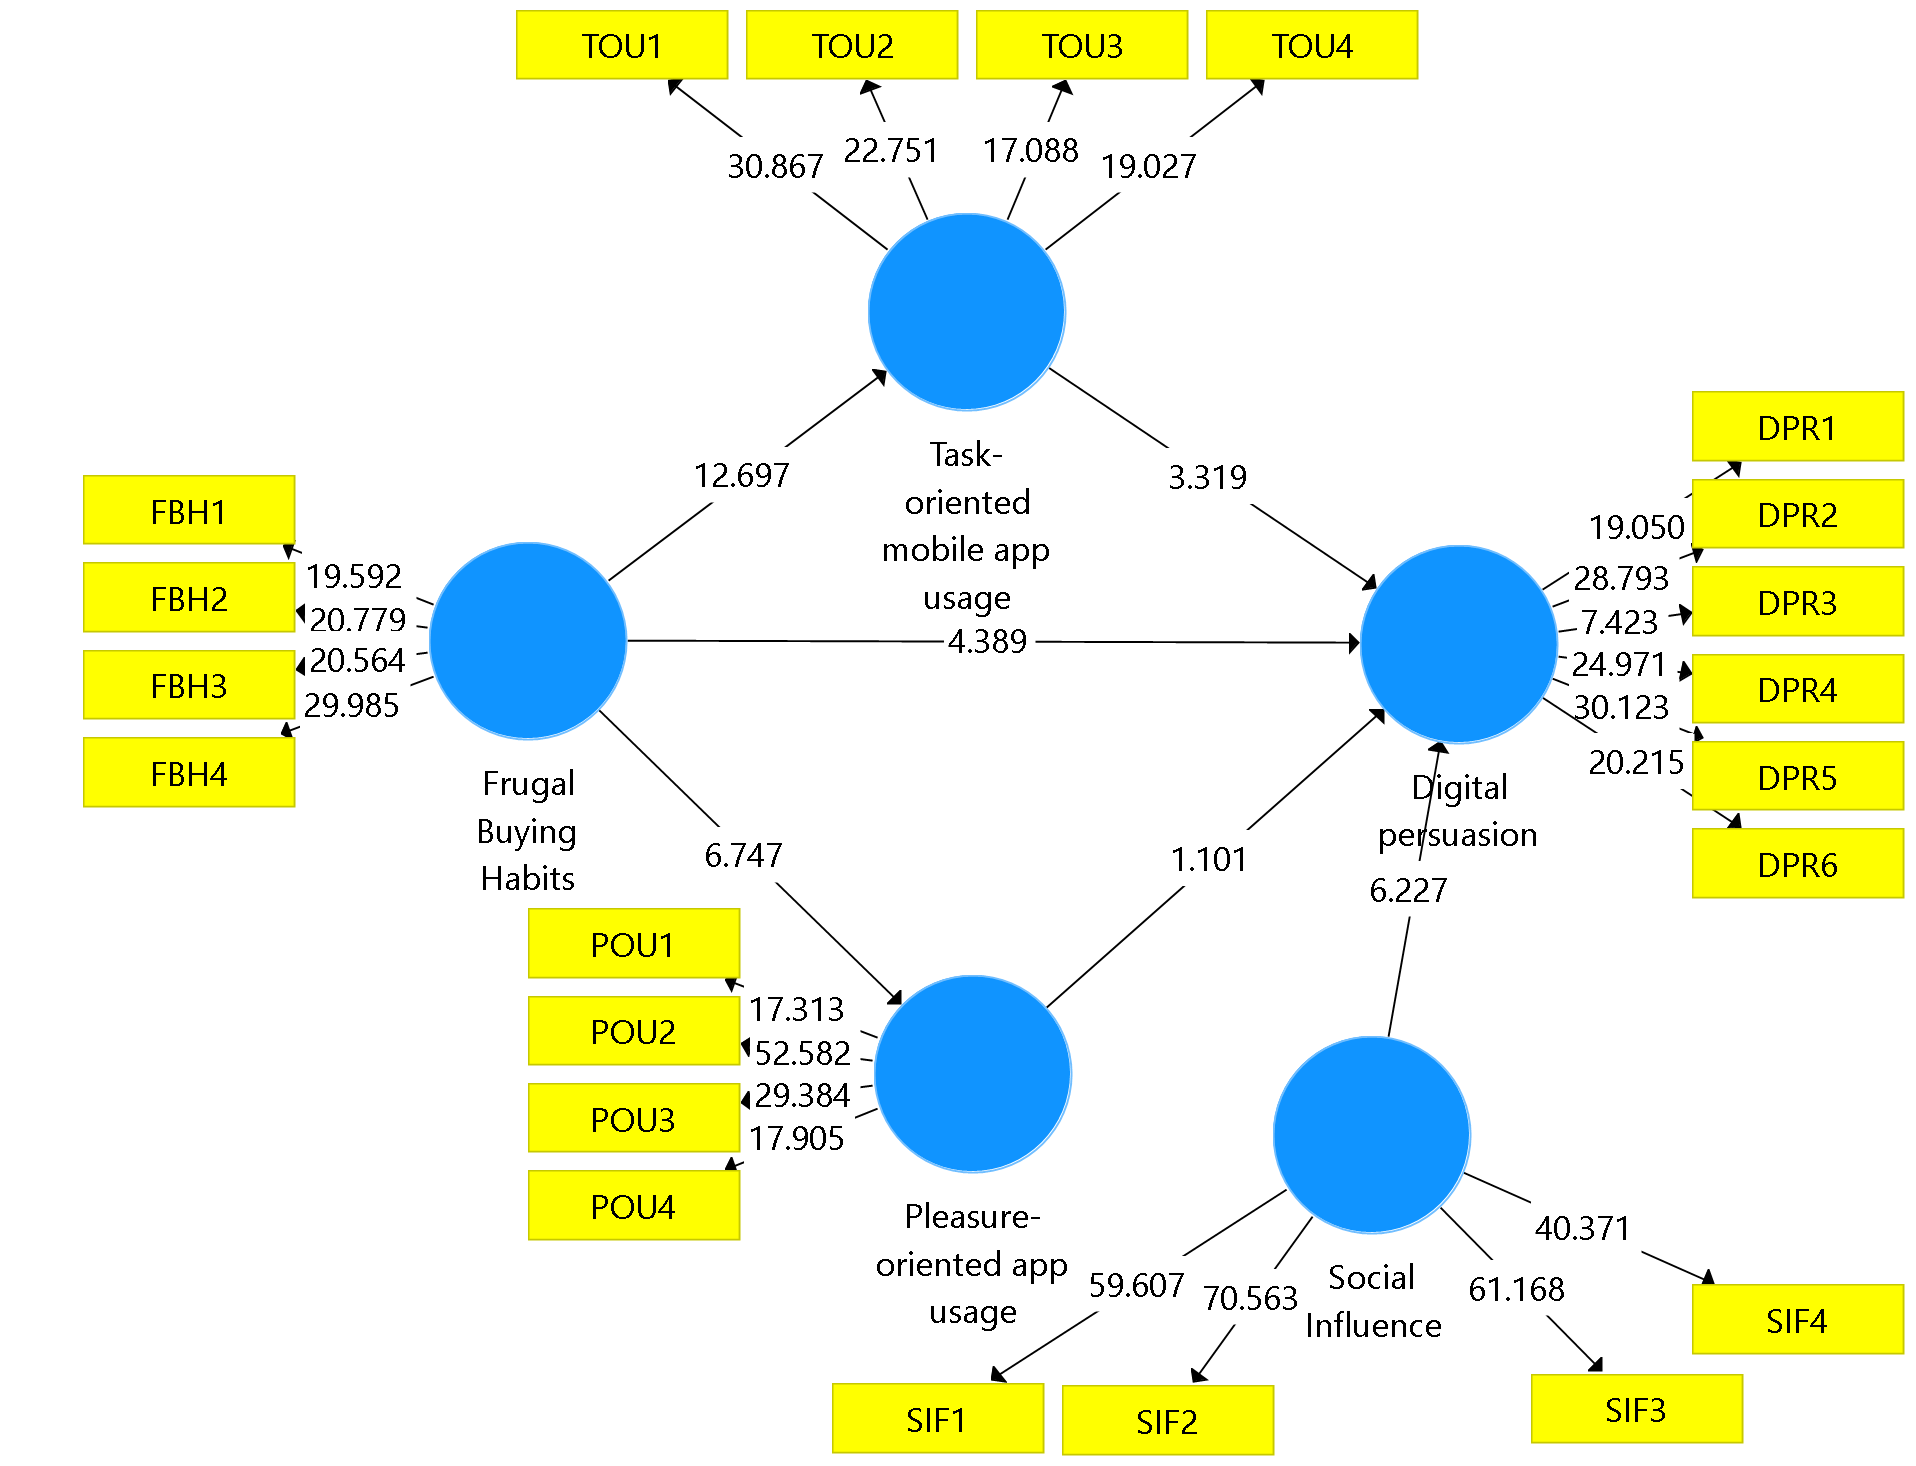 TOU1
TOU2
TOU3
TOU4
30.867
22.751
17.088
19.027
Task-
oriented
mobile app
usage
12.697
3.319
4.389
FBH1
FBH2
FBH3
FBH4
19.592
20.779
20.564
29.985
Frugal
Buying
Habits
DPR1
DPR2
DPR3
DPR4
DPR5
DPR6
19.050
28.793
7.423
24.971
30.123
20.215
Digital
persuasion
6.747
1.101
6.227
POU1
POU2
POU3
POU4
17.313
52.582
29.384
17.905
Pleasure-
oriented app
usage
Social
Influence
59.607
70.563
61.168
40.371
SIF1
SIF2
SIF3
SIF4